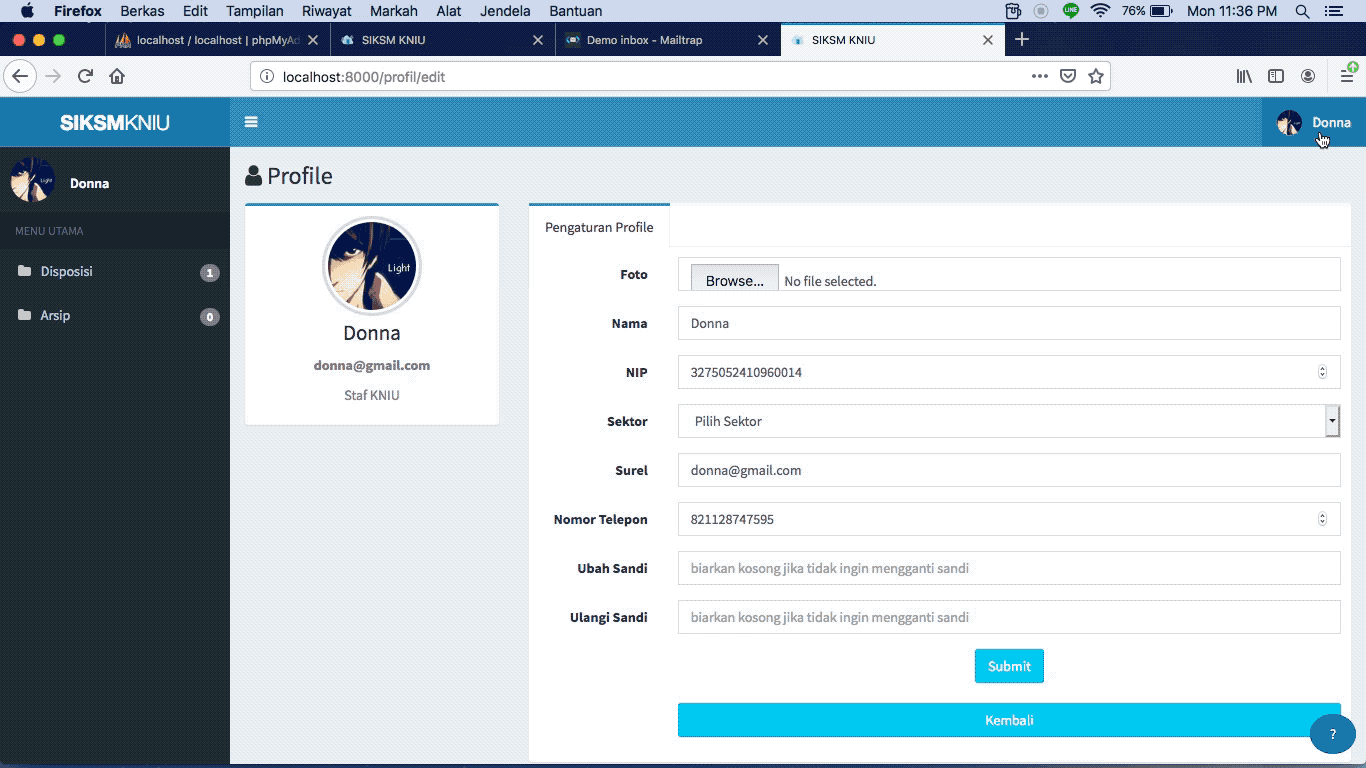 Firefox Berkas Edit Tampilan Riwayat Markah Alat Jendela Bantuan LINE 76% Mon 11:36 PM
localhost / localhost | phpMyAd SIKSM KNIU Demo inbox - Mailtrap SIKSM KNIU
localhost:8000/profil/edit
SIKSMKNIU Donna
Donna
MENU UTAMA
Disposisi 1
Arsip 0
Profile
Light
Donna
donna@gmail.com
Staf KNIU
Pengaturan Profile
Foto Browse... No file selected.
Nama Donna
NIP 3275052410960014
Sektor Pilih Sektor
Surel donna@gmail.com
Nomor Telepon 821128747595
Ubah Sandi biarkan kosong jika tidak ingin mengganti sandi
Ulangi Sandi biarkan kosong jika tidak ingin mengganti sandi
Submit
Kembali
?